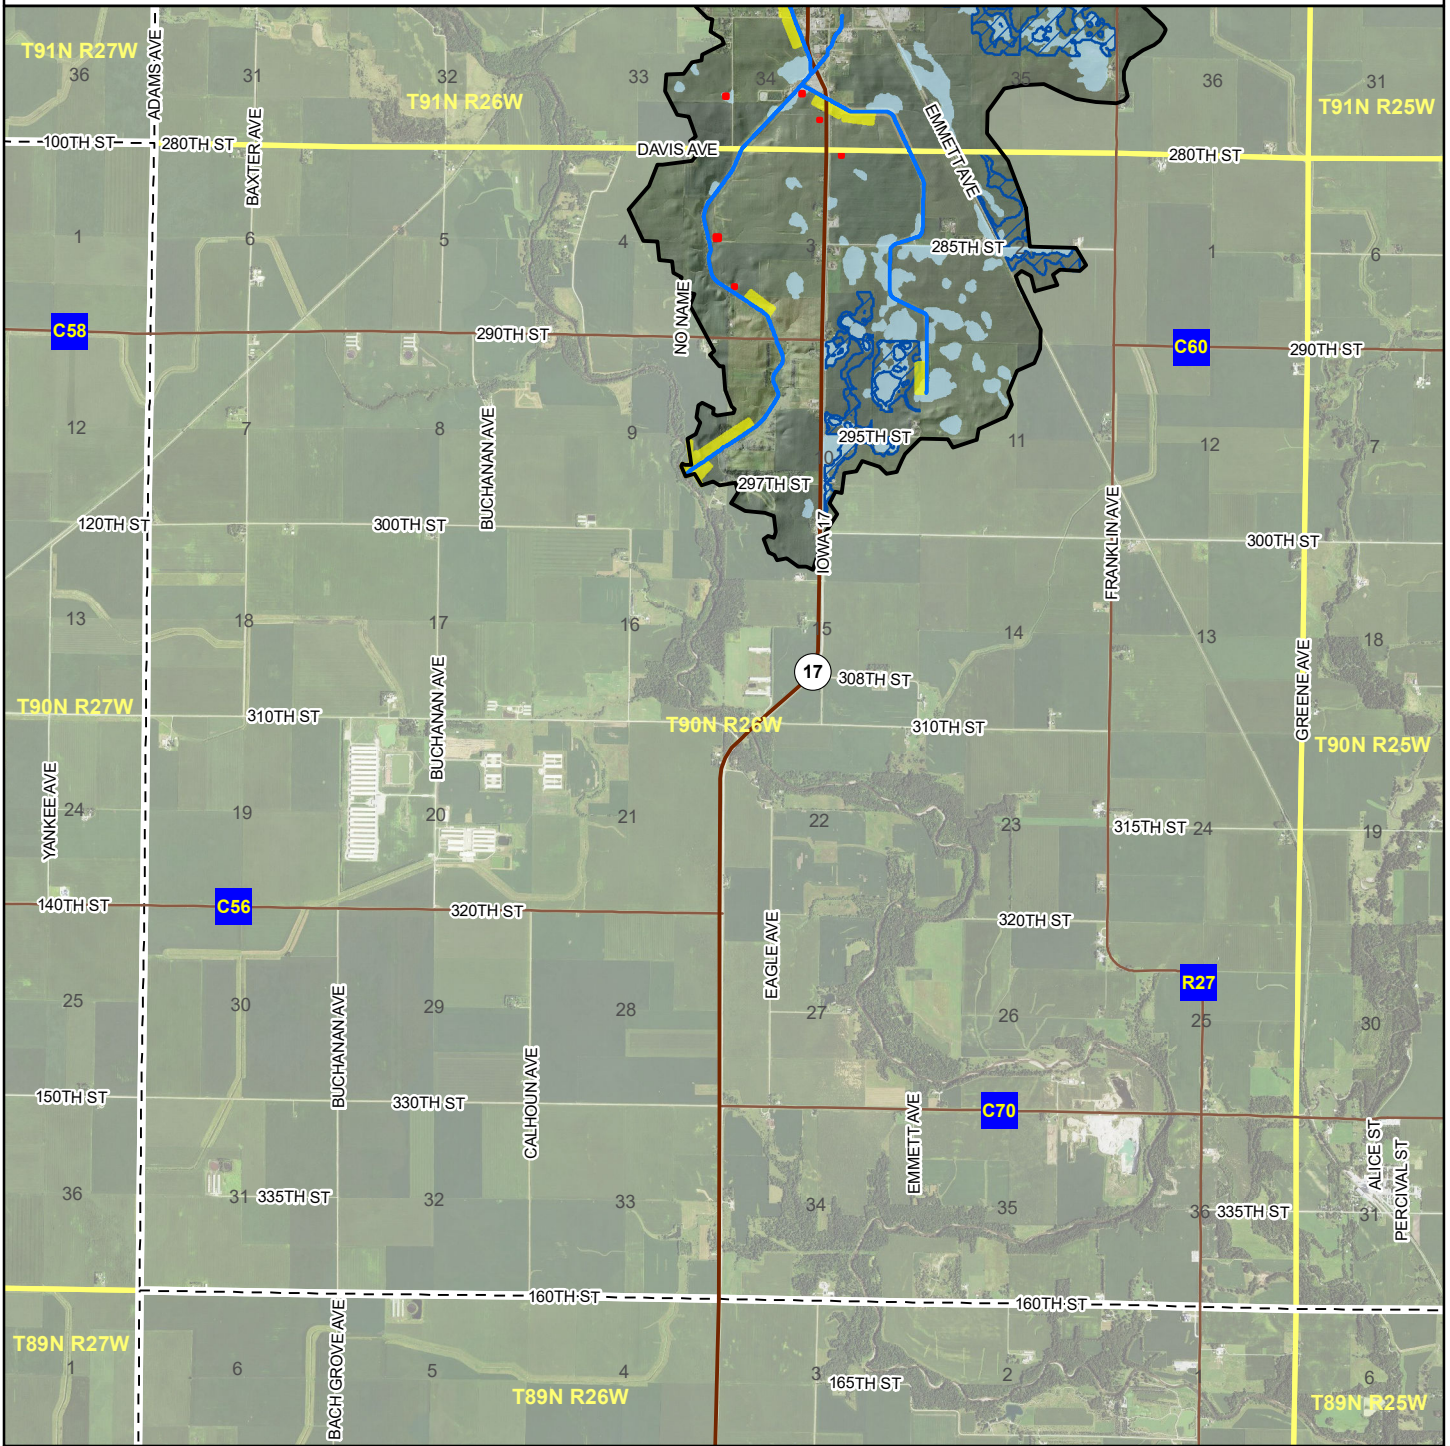 T91N R27W
36
31
32
T91N R26W
33
34
35
36
31
T91N R25W
ADAMS AVE
BAXTER AVE
EMMETT AVE
100TH ST
280TH ST
DAVIS AVE
280TH ST
1
6
5
4
3
285TH ST
2
1
6
NO NAME
C58
290TH ST
C60
290TH ST
12
7
8
BUCHANAN AVE
9
295TH ST
11
12
7
297TH ST
120TH ST
300TH ST
IOWA 17
FRANKLIN AVE
300TH ST
13
18
17
16
15
14
13
18
17
308TH ST
T90N R27W
310TH ST
BUCHANAN AVE
T90N R26W
310TH ST
GREENE AVE
T90N R25W
YANKEE AVE
24
19
20
21
22
23
315TH ST
24
19
140TH ST
C56
320TH ST
EAGLE AVE
320TH ST
R27
25
30
BUCHANAN AVE
29
28
27
26
25
30
CALHOUN AVE
150TH ST
330TH ST
EMMETT AVE
C70
ALICE ST
PERCIVAL ST
36
31
335TH ST
32
33
34
35
36
335TH ST
31
160TH ST
160TH ST
T89N R27W
1
BACH GROVE AVE
6
5
4
T89N R26W
3
165TH ST
2
1
6
T89N R25W